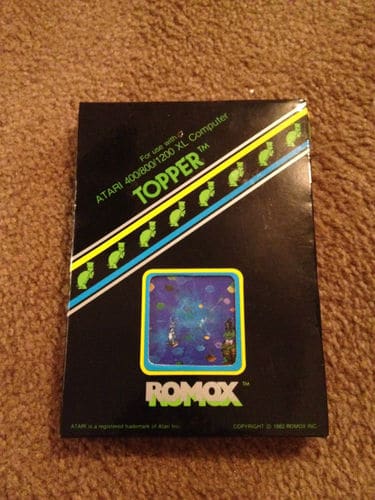 For use with
ATARI 400/800/1200 XL Computer
TOPPER™
ROMOX™
ATARI is a registered trademark of Atari Inc.
COPYRIGHT © 1982 ROMOX INC.